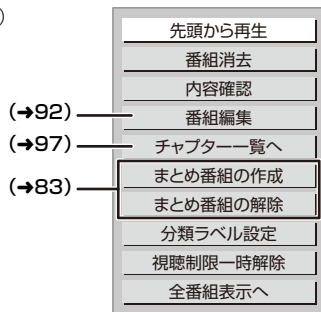 先頭から再生
番組消去
内容確認
(➔92) 番組編集
(➔97) チャプター一覧へ
(➔83) まとめ番組の作成
まとめ番組の解除
分類ラベル設定
視聴制限一時解除
全番組表示へ